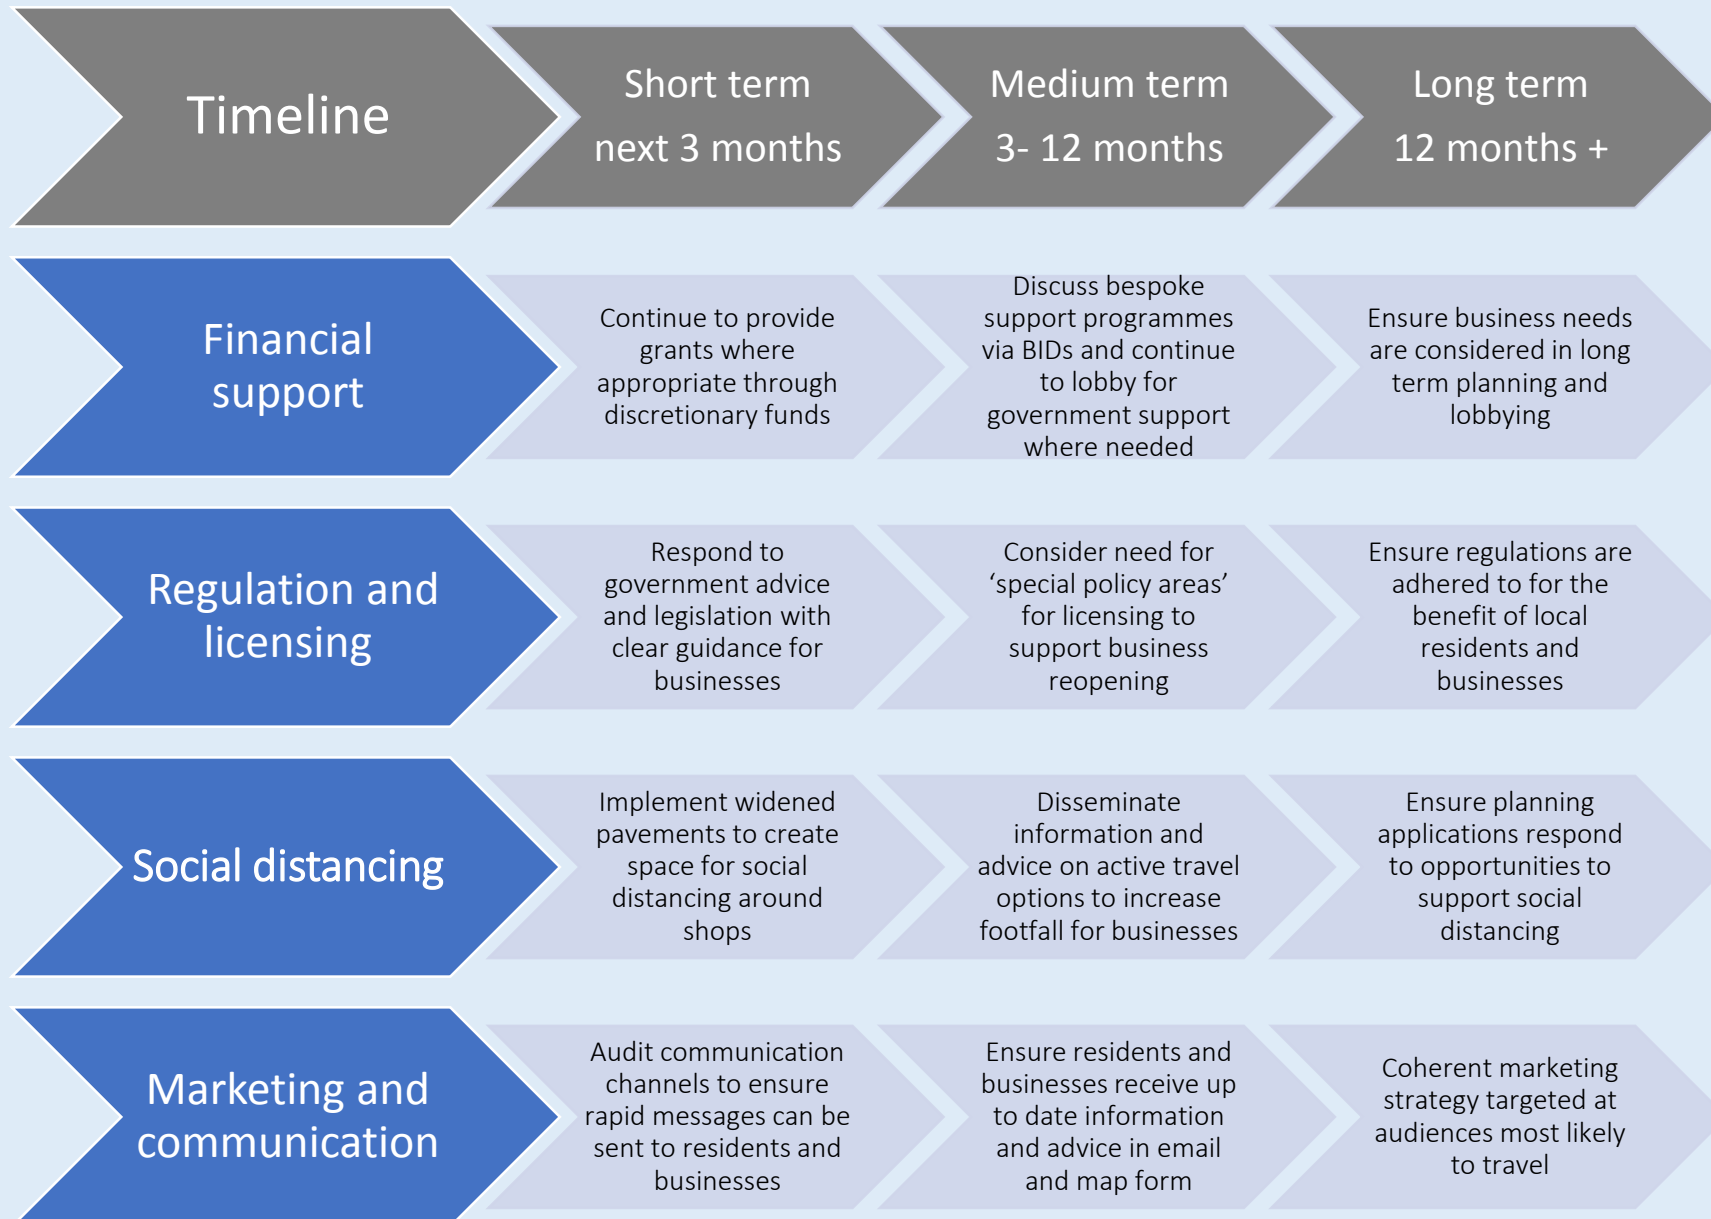 Timeline
Short term
next 3 months
Medium term
3- 12 months
Long term
12 months +
Financial
support
Continue to provide
grants where
appropriate through
discretionary funds
Discuss bespoke
support programmes
via BIDs and continue
to lobby for
government support
where needed
Ensure business needs
are considered in long
term planning and
lobbying
Regulation and
licensing
Respond to
government advice
and legislation with
clear guidance for
businesses
Consider need for
‘special policy areas’
for licensing to
support business
reopening
Ensure regulations are
adhered to for the
benefit of local
residents and
businesses
Social distancing
Implement widened
pavements to create
space for social
distancing around
shops
Disseminate
information and
advice on active travel
options to increase
footfall for businesses
Ensure planning
applications respond
to opportunities to
support social
distancing
Marketing and
communication
Audit communication
channels to ensure
rapid messages can be
sent to residents and
businesses
Ensure residents and
businesses receive up
to date information
and advice in email
and map form
Coherent marketing
strategy targeted at
audiences most likely
to travel